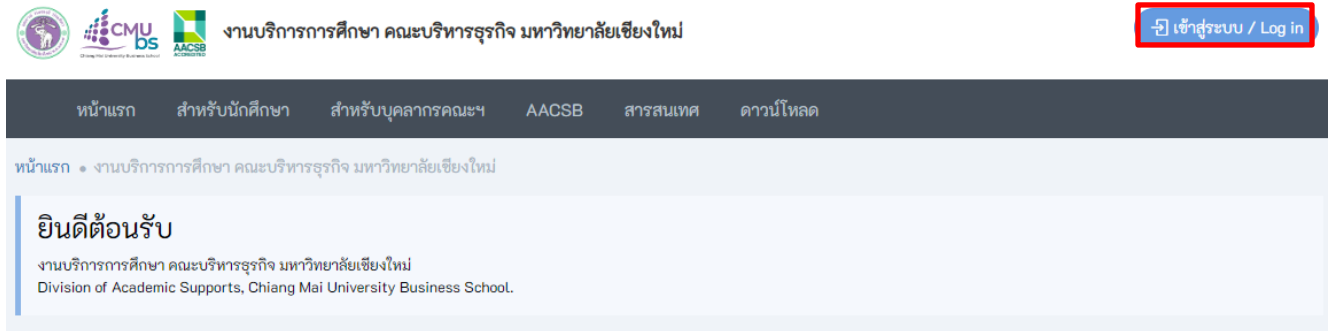 CMU
bs
Chiang Mai University Business School
AACSB
ACCREDITED
งานบริการการศึกษา คณะบริหารธุรกิจ มหาวิทยาลัยเชียงใหม่
เข้าสู่ระบบ / Log in
หน้าแรก สำหรับนักศึกษา สำหรับบุคลากรคณะฯ AACSB สารสนเทศ ดาวน์โหลด
หน้าแรก • งานบริการการศึกษา คณะบริหารธุรกิจ มหาวิทยาลัยเชียงใหม่
ยินดีต้อนรับ
งานบริการการศึกษา คณะบริหารธุรกิจ มหาวิทยาลัยเชียงใหม่
Division of Academic Supports, Chiang Mai University Business School.